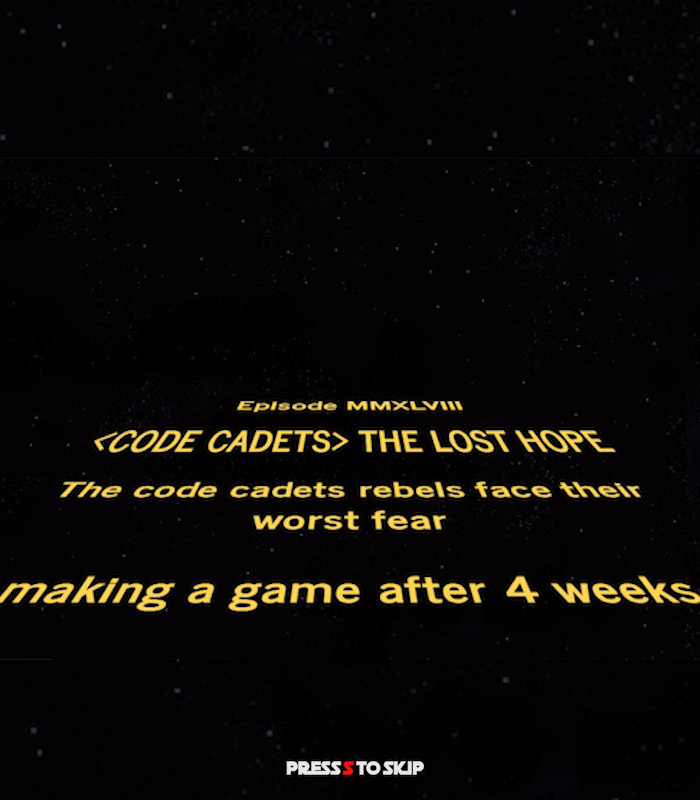 Episode MMXLVIII
<CODE CADETS> THE LOST HOPE
The code cadets rebels face their
worst fear
making a game after 4 weeks
PRESS S TO SKIP